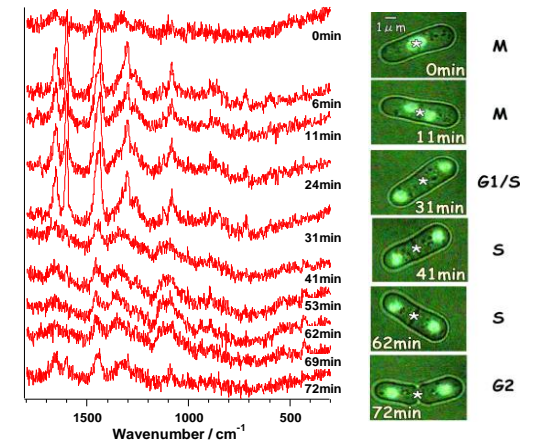 0min
6min
11min
24min
31min
41min
53min
62min
69min
72min
1500
1000
500
Wavenumber / cm-1
1μm
*
0min
M
*
11min
M
*
31min
G1/S
*
41min
S
*
62min
S
*
72min
G2